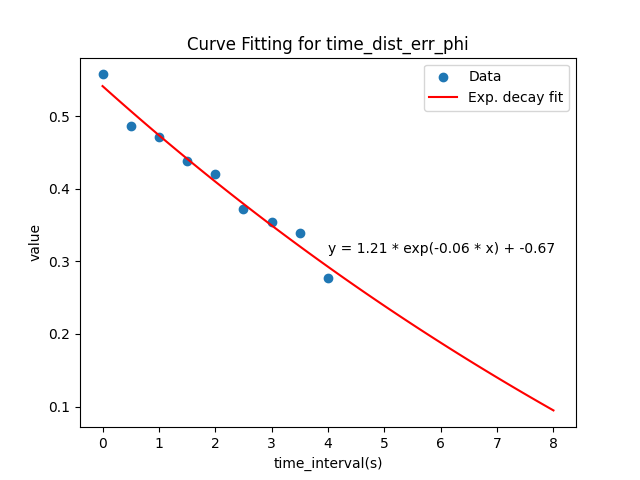 Curve Fitting for time_dist_err_phi
Data
Exp. decay fit
y = 1.21 * exp(-0.06 * x) + -0.67
value
0.5
0.4
0.3
0.2
0.1
0 1 2 3 4 5 6 7 8
time_interval(s)